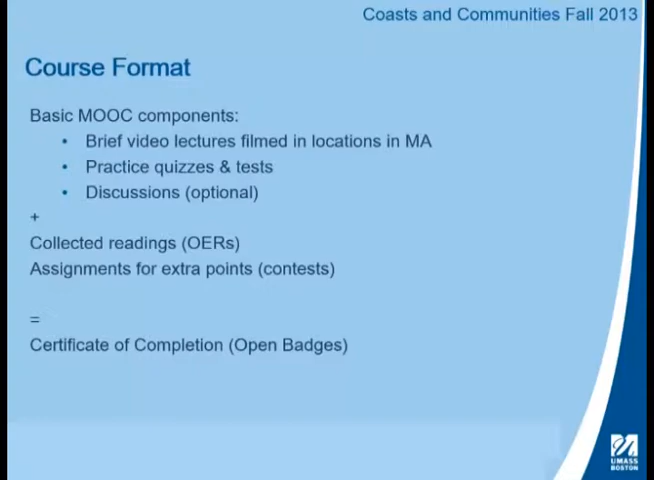 Coasts and Communities Fall 2013
Course Format
Basic MOOC components:
• Brief video lectures filmed in locations in MA
• Practice quizzes & tests
• Discussions (optional)
+
Collected readings (OERs)
Assignments for extra points (contests)
=
Certificate of Completion (Open Badges)
UMASS
BOSTON